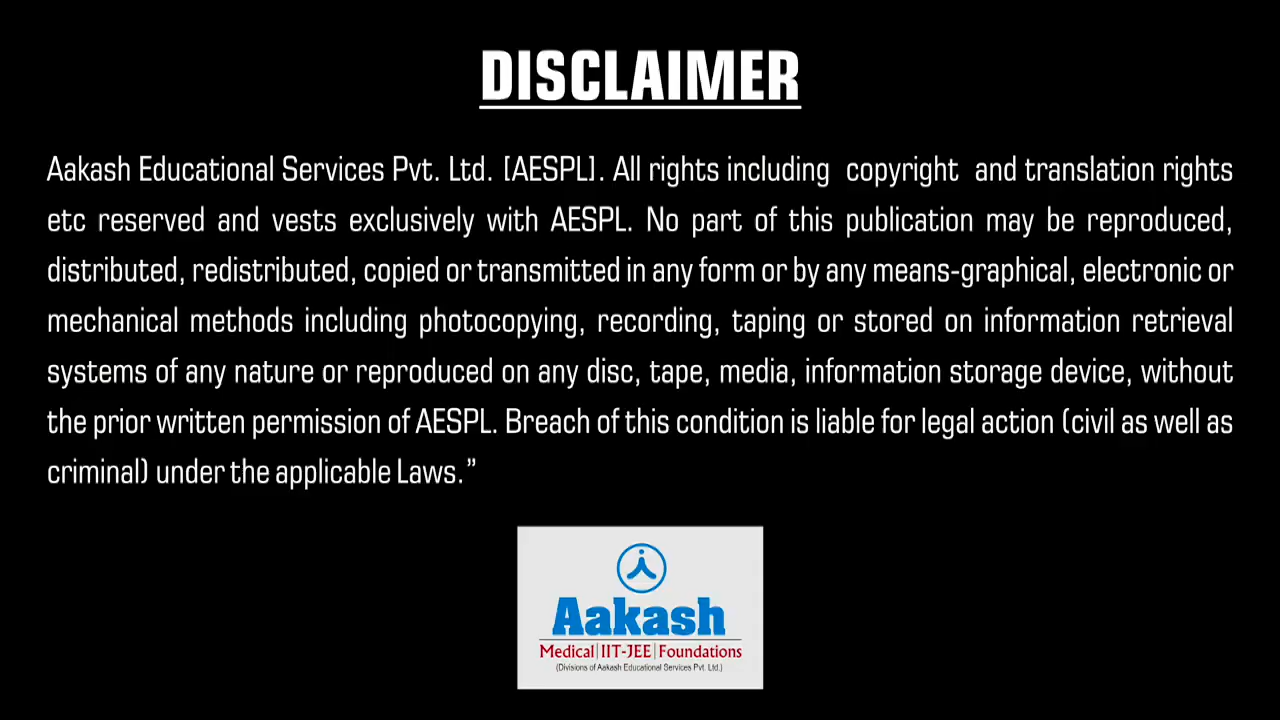 DISCLAIMER
Aakash Educational Services Pvt. Ltd. [AESPL]. All rights including copyright and translation rights
etc reserved and vests exclusively with AESPL. No part of this publication may be reproduced,
distributed, redistributed, copied or transmitted in any form or by any means-graphical, electronic or
mechanical methods including photocopying, recording, taping or stored on information retrieval
systems of any nature or reproduced on any disc, tape, media, information storage device, without
the prior written permission of AESPL. Breach of this condition is liable for legal action (civil as well as
criminal) under the applicable Laws.”
Aakash
Medical|IIT-JEE|Foundations
(Divisions of Aakash Educational Services Pvt. Ltd.)